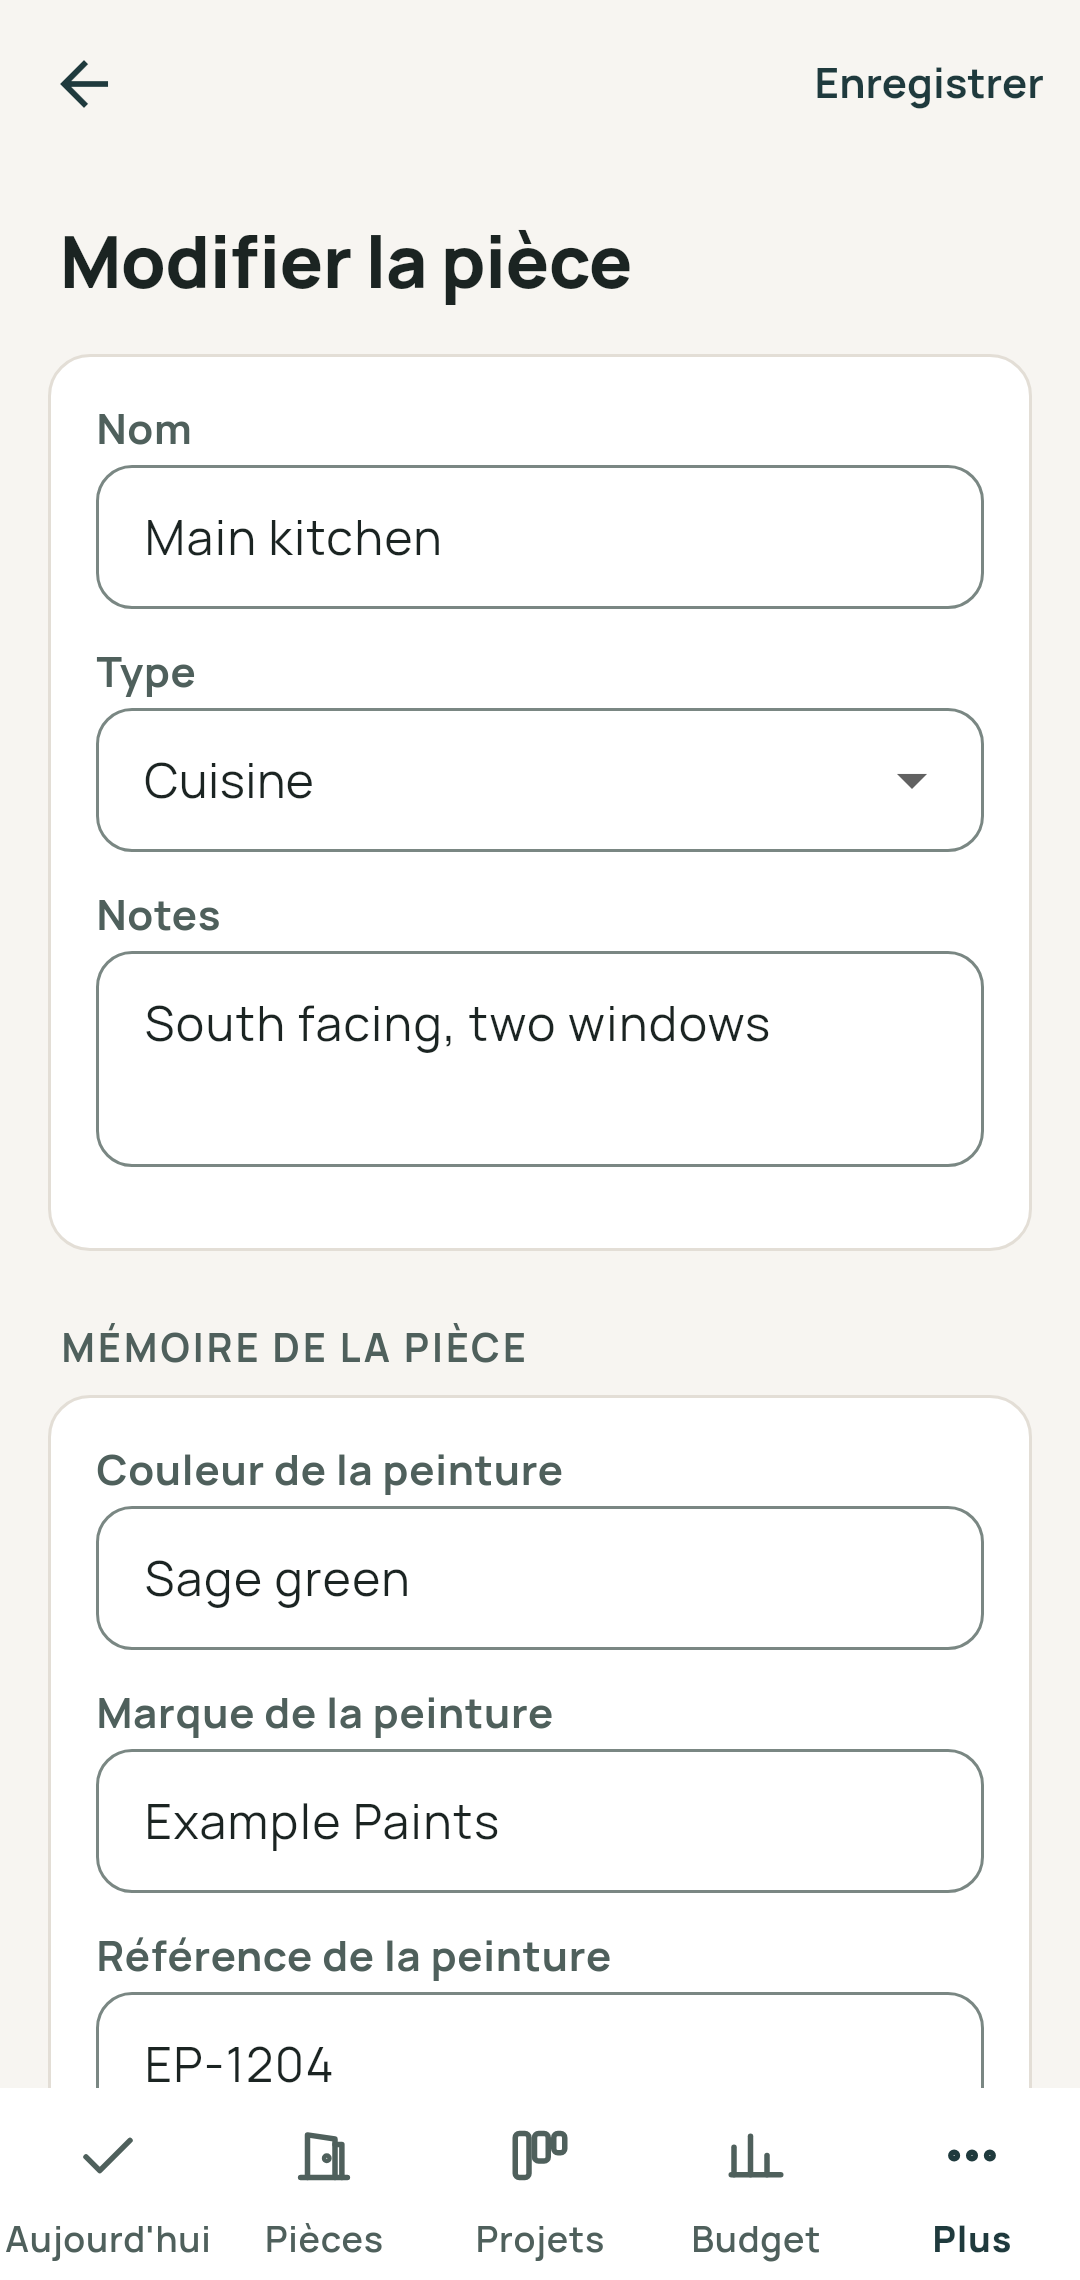 Enregistrer
Modifier la pièce
Nom
Main kitchen
Type
Cuisine
Notes
South facing, two windows
MÉMOIRE DE LA PIÈCE
Couleur de la peinture
Sage green
Marque de la peinture
Example Paints
Référence de la peinture
EP-1204
Aujourd'hui
Pièces
Projets
Budget
Plus